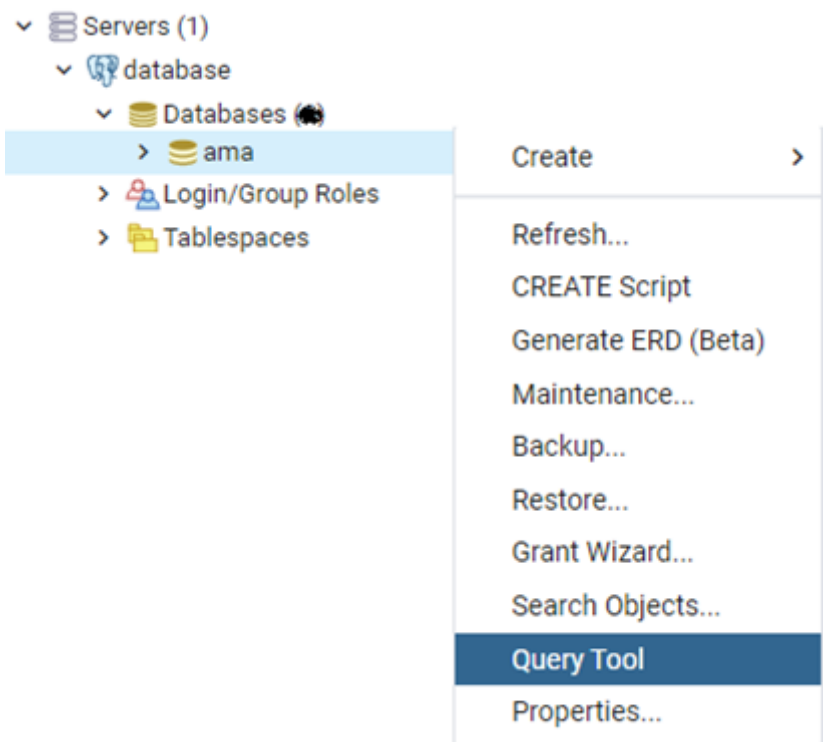 Servers (1)
database
Databases
ama
Login/Group Roles
Tablespaces
Create
Refresh...
CREATE Script
Generate ERD (Beta)
Maintenance...
Backup...
Restore...
Grant Wizard...
Search Objects...
Query Tool
Properties...